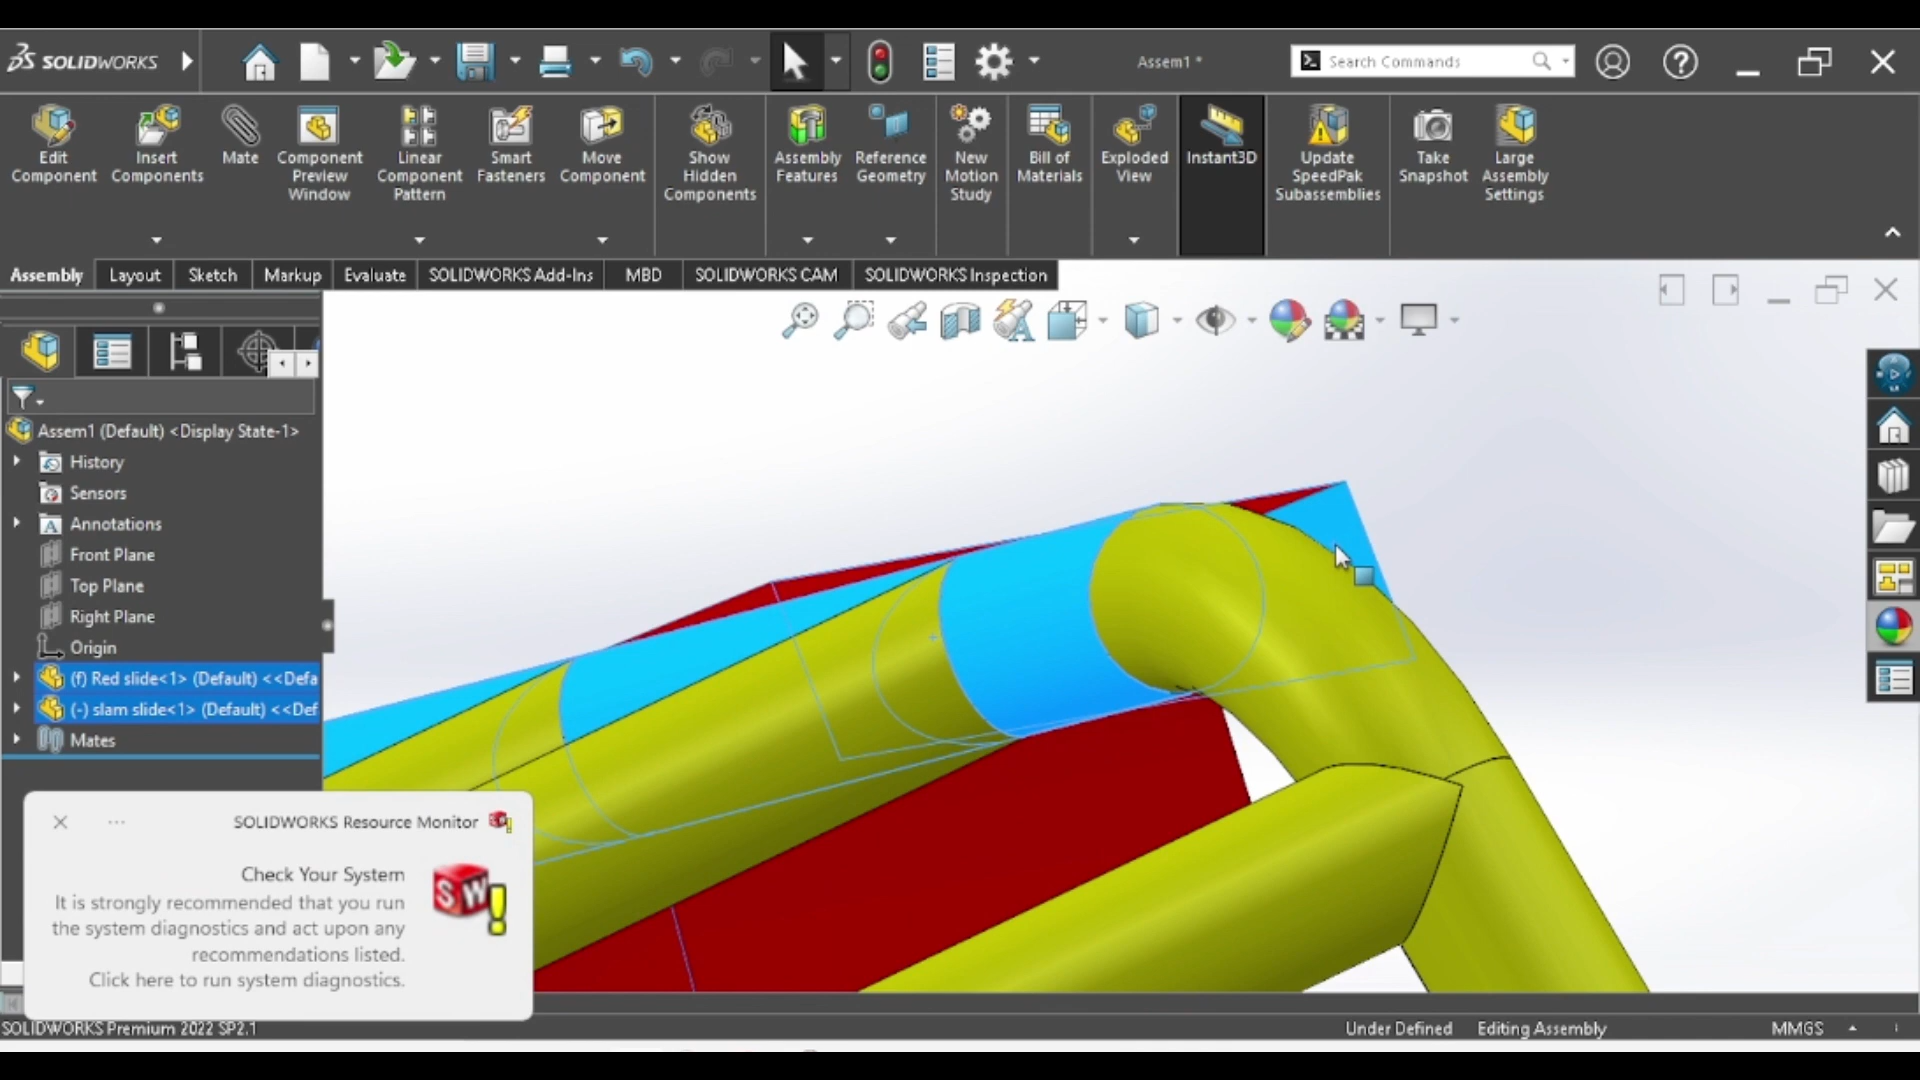 SOLIDWORKS
Assem1 *
Search Commands
Edit Component
Insert Components
Mate
Component Preview Window
Linear Component Pattern
Smart Fasteners
Move Component
Show Hidden Components
Assembly Features
Reference Geometry
New Motion Study
Bill of Materials
Exploded View
Instant3D
Update SpeedPak Subassemblies
Take Snapshot
Large Assembly Settings
Assembly
Layout
Sketch
Markup
Evaluate
SOLIDWORKS Add-Ins
MBD
SOLIDWORKS CAM
SOLIDWORKS Inspection
Assem1 (Default) <Display State-1>
History
Sensors
Annotations
Front Plane
Top Plane
Right Plane
Origin
(f) Red slide<1> (Default) <<Defa
(-) slam slide<1> (Default) <<Def
Mates
SOLIDWORKS Resource Monitor
Check Your System
It is strongly recommended that you run
the system diagnostics and act upon any
recommendations listed.
Click here to run system diagnostics.
SOLIDWORKS Premium 2022 SP2.1
Under Defined
Editing Assembly
MMGS